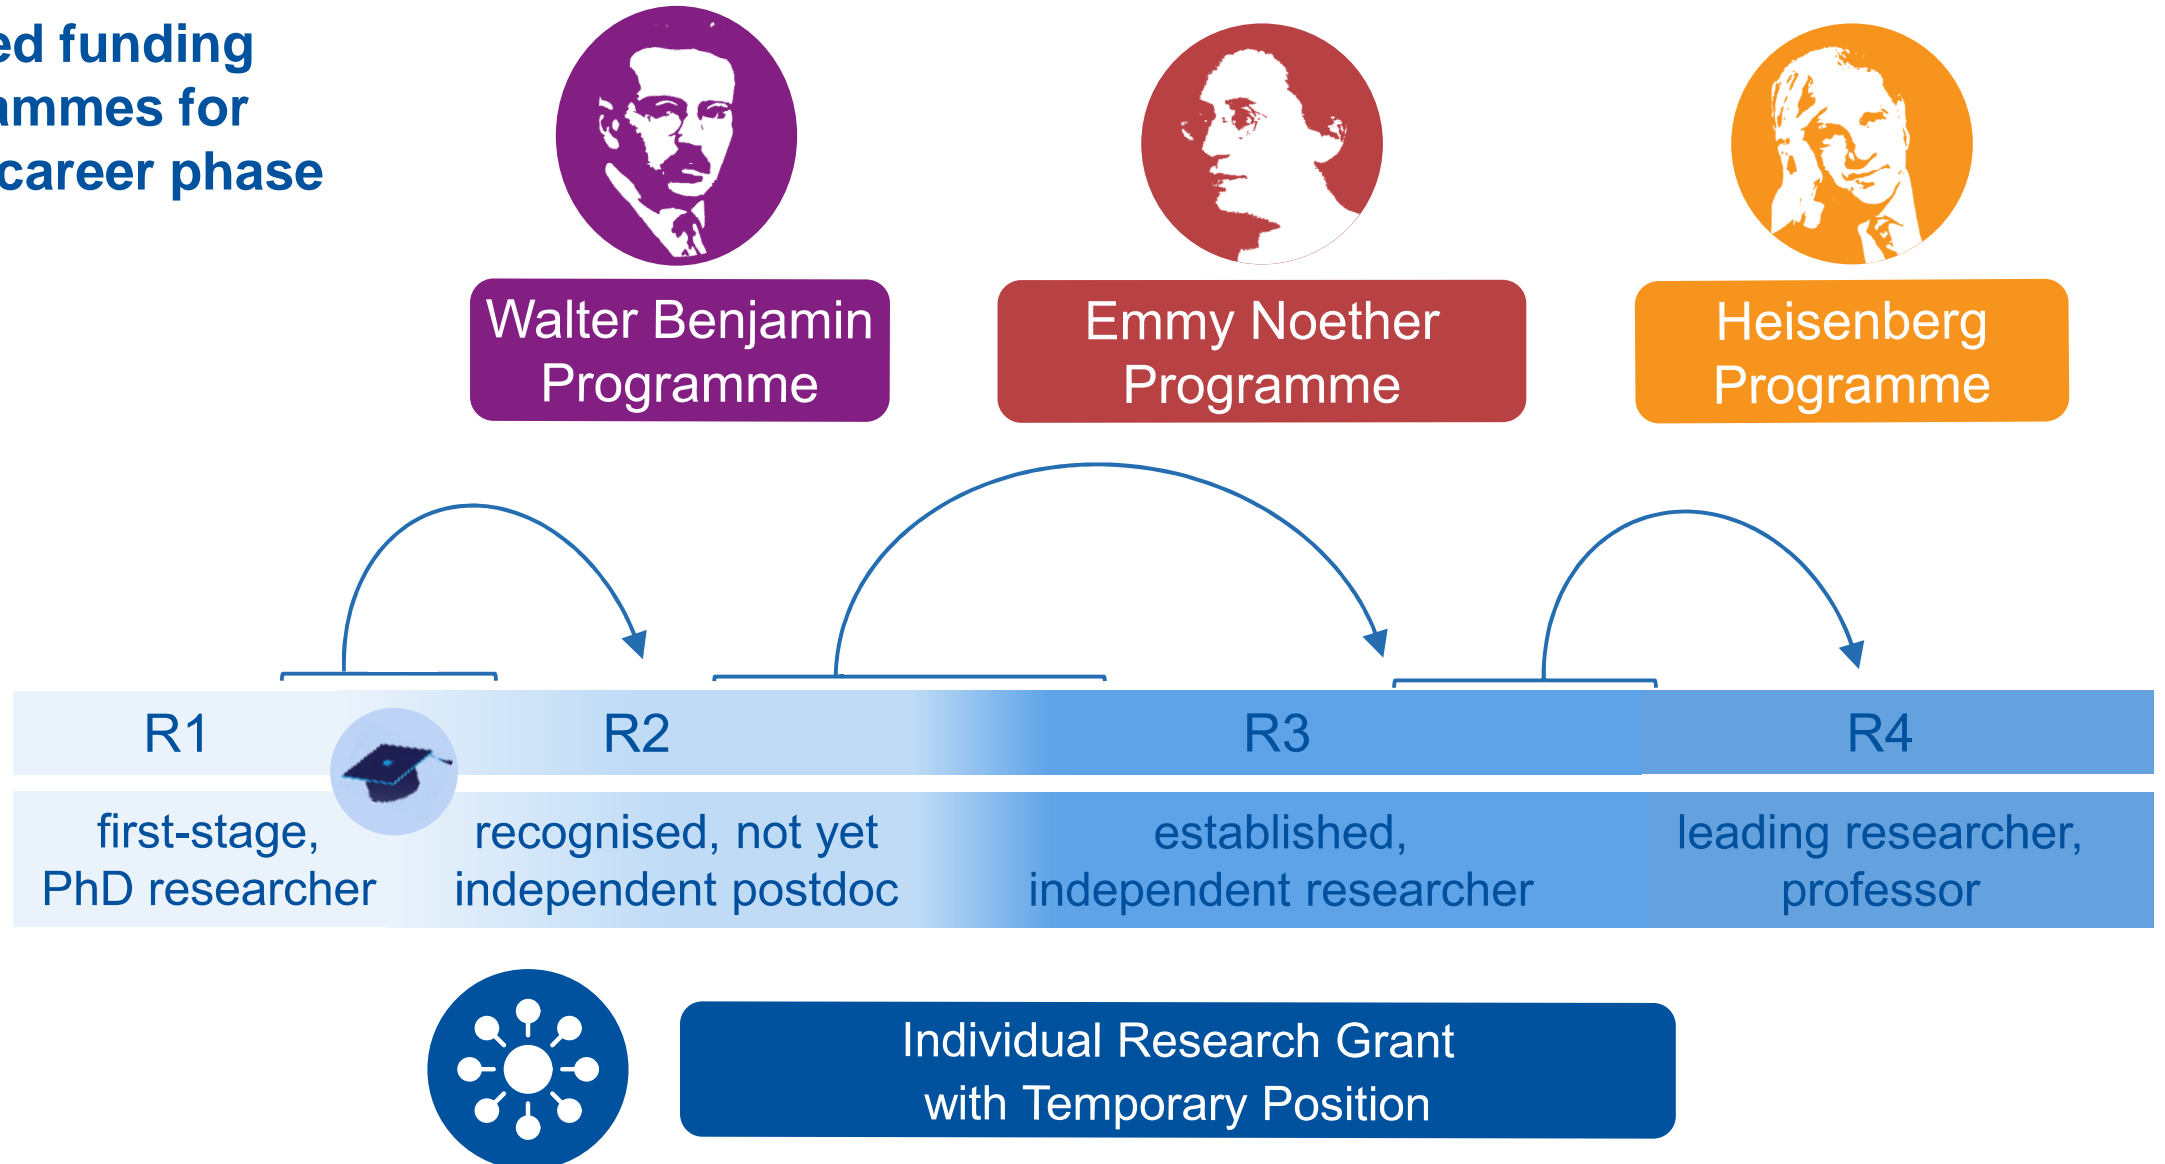 ed funding
ammes for
career phase
Walter Benjamin
Programme
Emmy Noether
Programme
Heisenberg
Programme
R1
R2
R3
R4
first-stage,
PhD researcher
recognised, not yet
independent postdoc
established,
independent researcher
leading researcher,
professor
Individual Research Grant
with Temporary Position